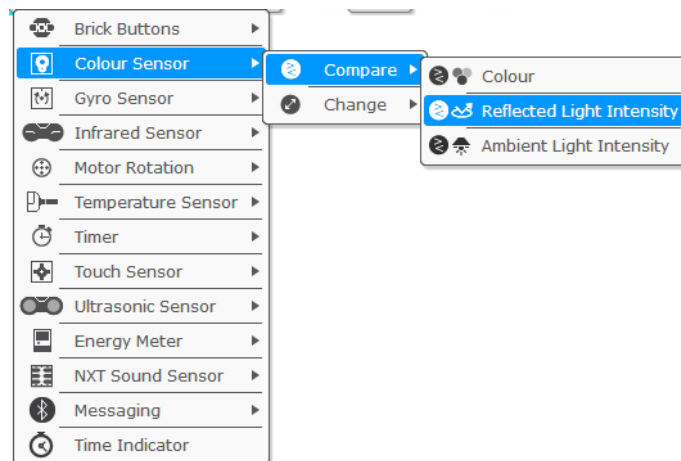 Brick Buttons
Colour Sensor
Gyro Sensor
Infrared Sensor
Motor Rotation
Temperature Sensor
Timer
Touch Sensor
Ultrasonic Sensor
Energy Meter
NXT Sound Sensor
Messaging
Time Indicator
Compare
Change
Colour
Reflected Light Intensity
Ambient Light Intensity